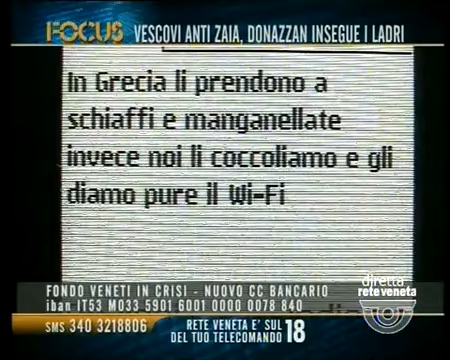 FOCUS VESCOVI ANTI ZAIA, DONAZZAN INSEGUE I LADRI
In Grecia li prendono a
schiaffi e manganellate
invece noi li coccoliamo e gli
diamo pure il Wi-Fi
FONDO VENETI IN CRISI - NUOVO CC BANCARIO
iban IT53 M033 5901 6001 0000 0078 840
diretta
reteveneta
SMS 340 3218806
RETE VENETA E' SUL
DEL TUO TELECOMANDO 18